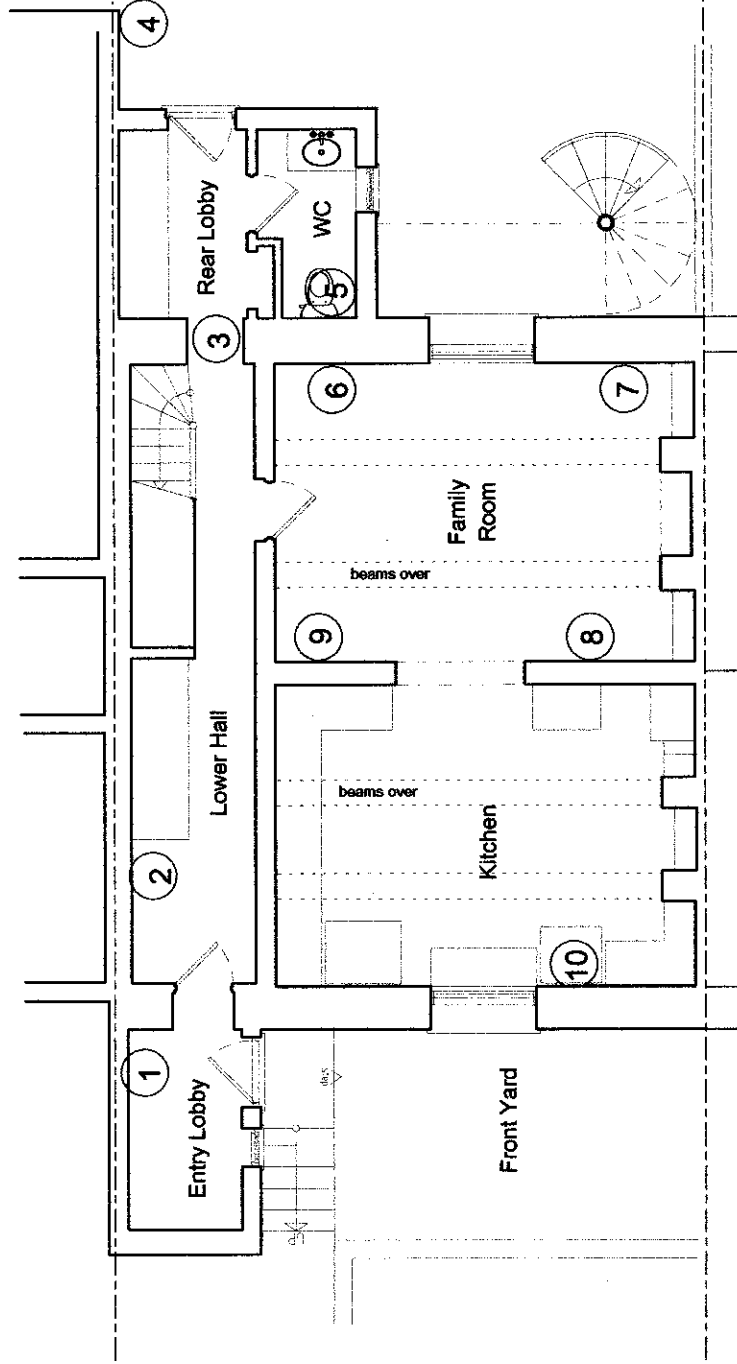 4
Rear Lobby
WC
5
3
6
7
Family
Room
beams over
9
8
Lower Hall
2
beams over
Kitchen
10
1
Entry Lobby
Front Yard